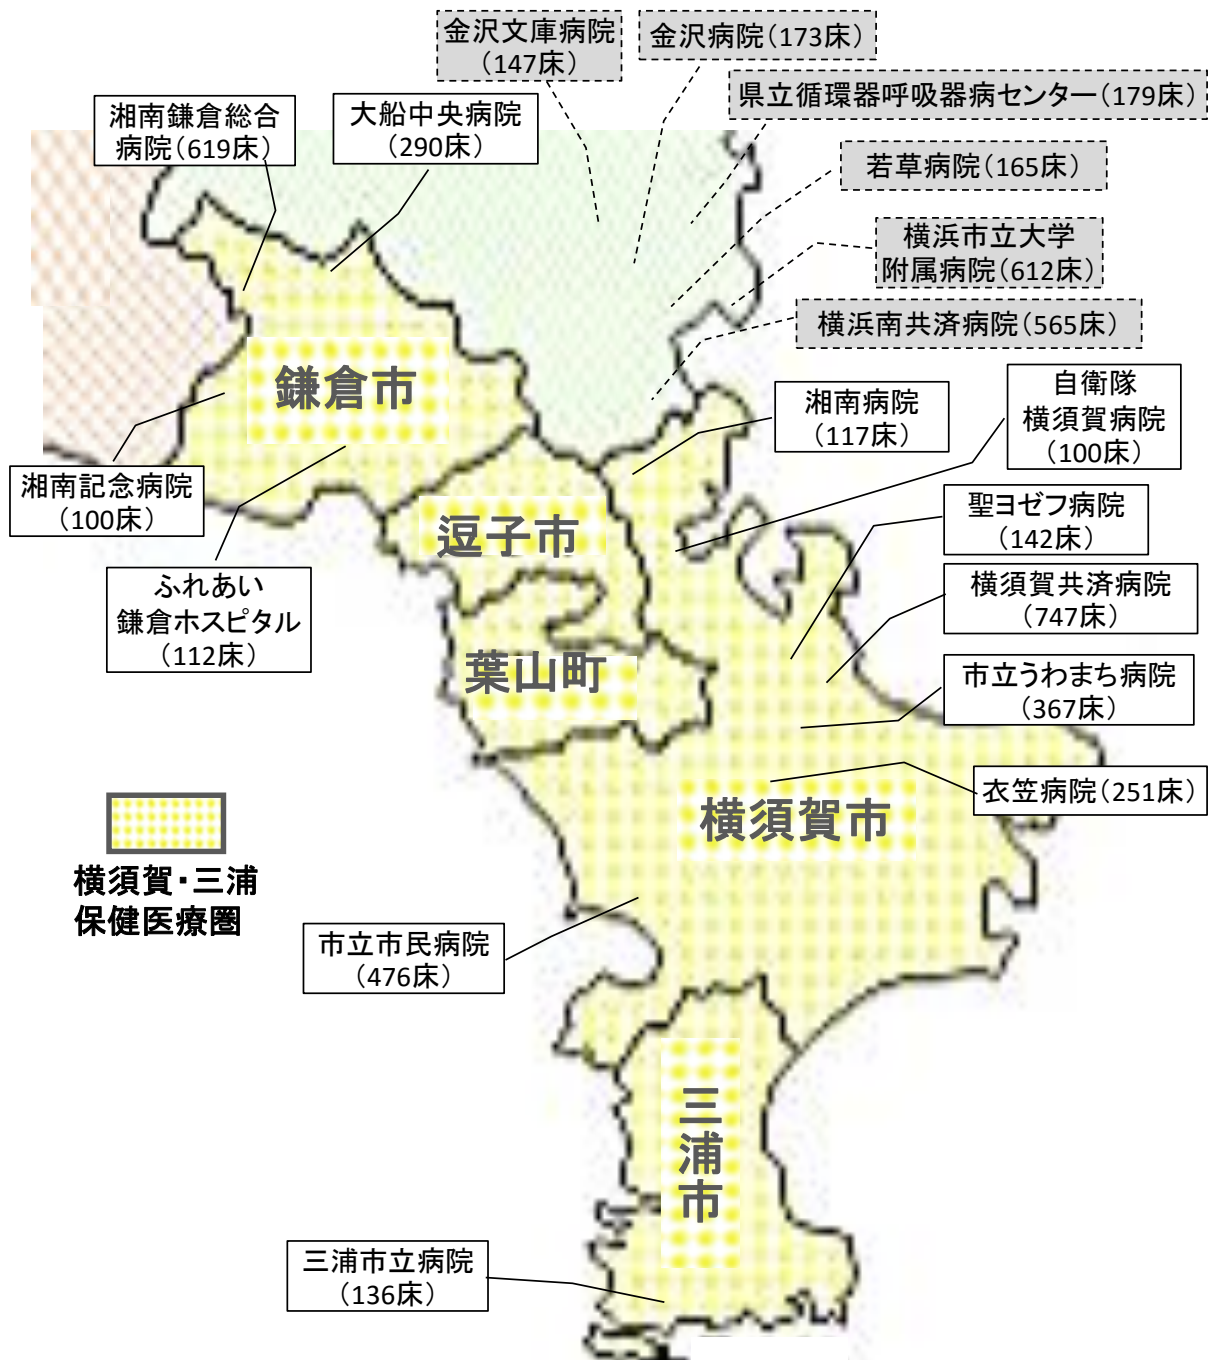 金沢文庫病院
（147床）
金沢病院（173床）
県立循環器呼吸器病センター（179床）
湘南鎌倉総合
病院（619床）
大船中央病院
（290床）
若草病院（165床）
横浜市立大学
附属病院（612床）
横浜南共済病院（565床）
自衛隊
横須賀病院
（100床）
湘南病院
（117床）
鎌倉市
湘南記念病院
（100床）
聖ヨゼフ病院
（142床）
逗子市
ふれあい
鎌倉ホスピタル
（112床）
横須賀共済病院
（747床）
葉山町
市立うわまち病院
（367床）
衣笠病院（251床）
横須賀市
横須賀・三浦
保健医療圏
市立市民病院
（476床）
三浦市
三浦市立病院
（136床）